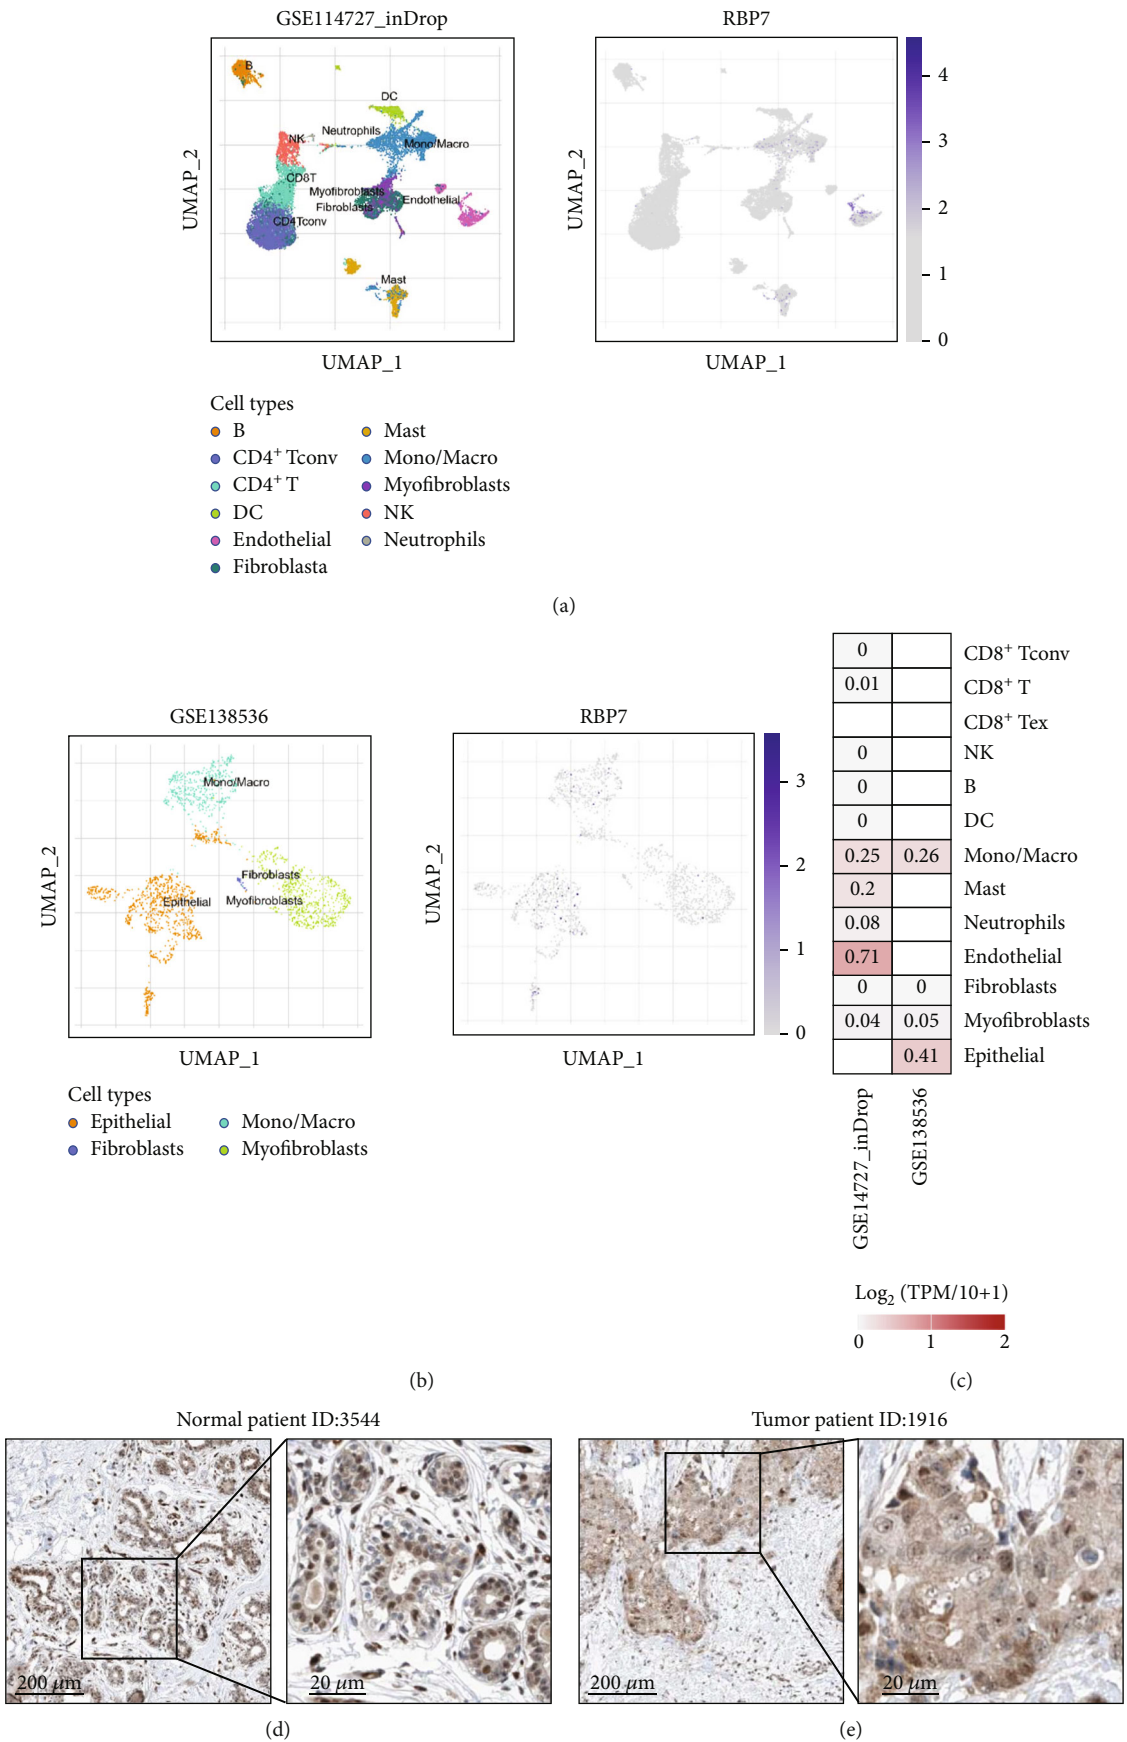 GSE114727_inDrop
RBP7
B
DC
Neutrophils
NK
Mono/Macro
CD8T
Myofibroblasts
Endothelial
Fibroblasts
CD4Tconv
Mast
UMAP_2
UMAP_1
UMAP_2
UMAP_1
4
3
2
1
0
Cell types
B
Mast
CD4+ Tconv
Mono/Macro
CD4+ T
Myofibroblasts
DC
NK
Endothelial
Neutrophils
Fibroblasta
(a)
GSE138536
RBP7
Mono/Macro
Fibroblasts
Epithelial
Myofibroblasts
UMAP_2
UMAP_1
UMAP_2
UMAP_1
3
2
1
0
Cell types
Epithelial
Mono/Macro
Fibroblasts
Myofibroblasts
(b)
0 CD8+ Tconv
0.01 CD8+ T
CD8+ Tex
0 NK
0 B
0 DC
0.25 0.26 Mono/Macro
0.2 Mast
0.08 Neutrophils
0.71 Endothelial
0 0 Fibroblasts
0.04 0.05 Myofibroblasts
0.41 Epithelial
GSE14727_inDrop
GSE138536
Log2 (TPM/10+1)
0 1 2
(c)
Normal patient ID:3544
200 μm
20 μm
(d)
Tumor patient ID:1916
200 μm
20 μm
(e)